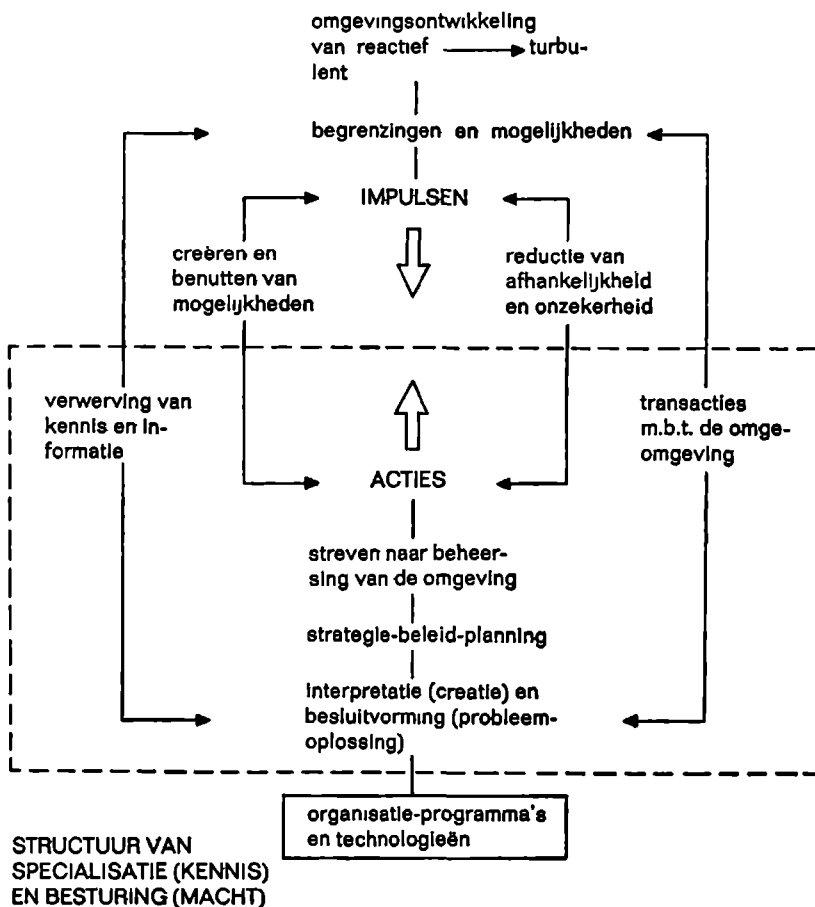 omgevingsontwikkeling
van reactief → turbu-
lent
begrenzingen en mogelijkheden
IMPULSEN
creëren en
benutten van
mogelijkheden
reductie van
afhankelijkheid
en onzekerheid
verwerving van
kennis en in-
formatie
transacties
m.b.t. de omge-
omgeving
ACTIES
streven naar beheer-
sing van de omgeving
strategie-beleid-planning
interpretatie (creatie) en
besluitvorming (probleem-
oplossing)
organisatie-programma's
en technologieën
STRUCTUUR VAN
SPECIALISATIE (KENNIS)
EN BESTURING (MACHT)